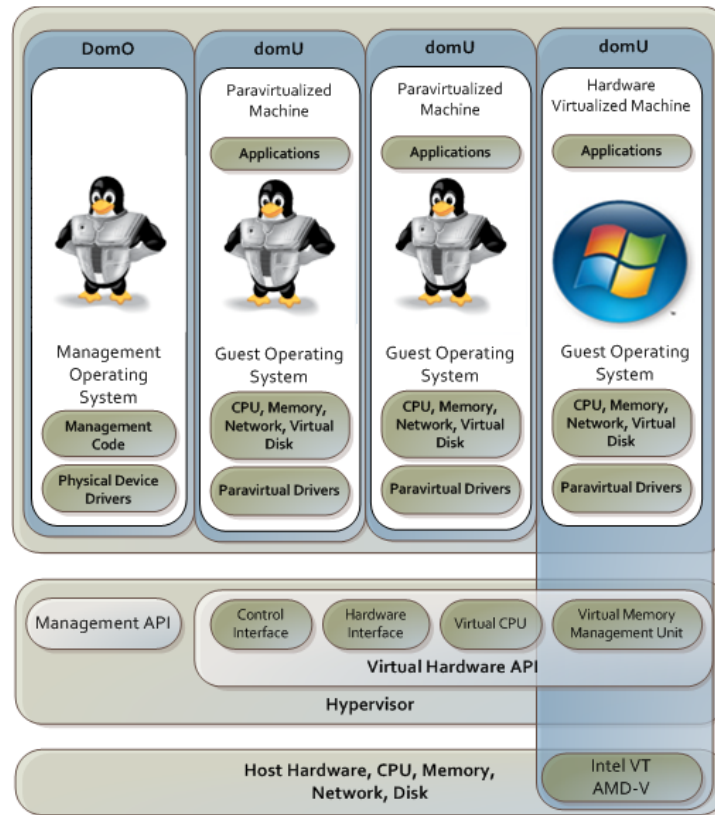 DomO
domU
domU
domU
Paravirtualized
Machine
Paravirtualized
Machine
Hardware
Virtualized Machine
Applications
Applications
Applications
Management
Operating
System
Guest Operating
System
Guest Operating
System
Guest Operating
System
Management
Code
CPU, Memory,
Network, Virtual
Disk
CPU, Memory,
Network, Virtual
Disk
CPU, Memory,
Network, Virtual
Disk
Physical Device
Drivers
Paravirtual Drivers
Paravirtual Drivers
Paravirtual Drivers
Management API
Control
Interface
Hardware
Interface
Virtual CPU
Virtual Memory
Management Unit
Virtual Hardware API
Hypervisor
Host Hardware, CPU, Memory,
Network, Disk
Intel VT
AMD-V